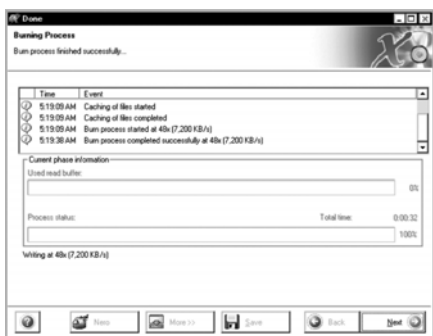 Done
Burning Process
Burn process finished successfully...
Time Event
5:19:09 AM Caching of files started
5:19:09 AM Caching of files completed
5:19:09 AM Burn process started at 48x (7,200 KB/s)
5:19:38 AM Burn process completed successfully at 48x (7,200 KB/s)
Current phase information
Used read buffer:
0%
Process status: Total time: 0:00:32
100%
Writing at 48x (7,200 KB/s)
Nero More >> Save Back Next